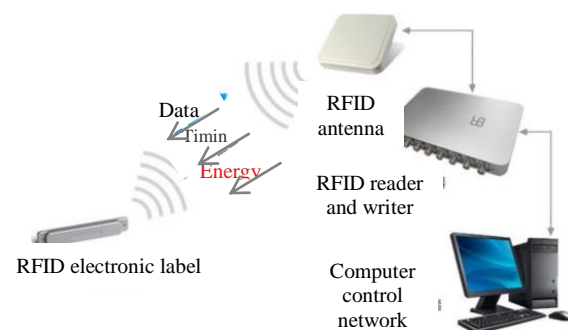 Data
Timin
Energy
RFID
antenna
RFID reader
and writer
RFID electronic label
Computer
control
network